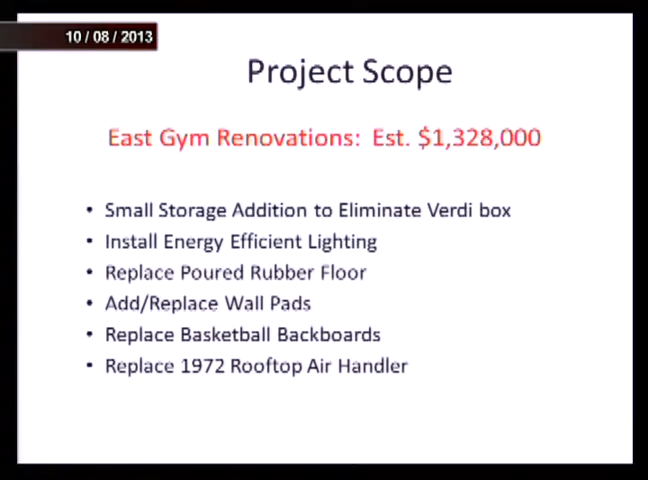 10 / 08 / 2013
Project Scope
East Gym Renovations: Est. $1,328,000
• Small Storage Addition to Eliminate Verdi box
• Install Energy Efficient Lighting
• Replace Poured Rubber Floor
• Add/Replace Wall Pads
• Replace Basketball Backboards
• Replace 1972 Rooftop Air Handler